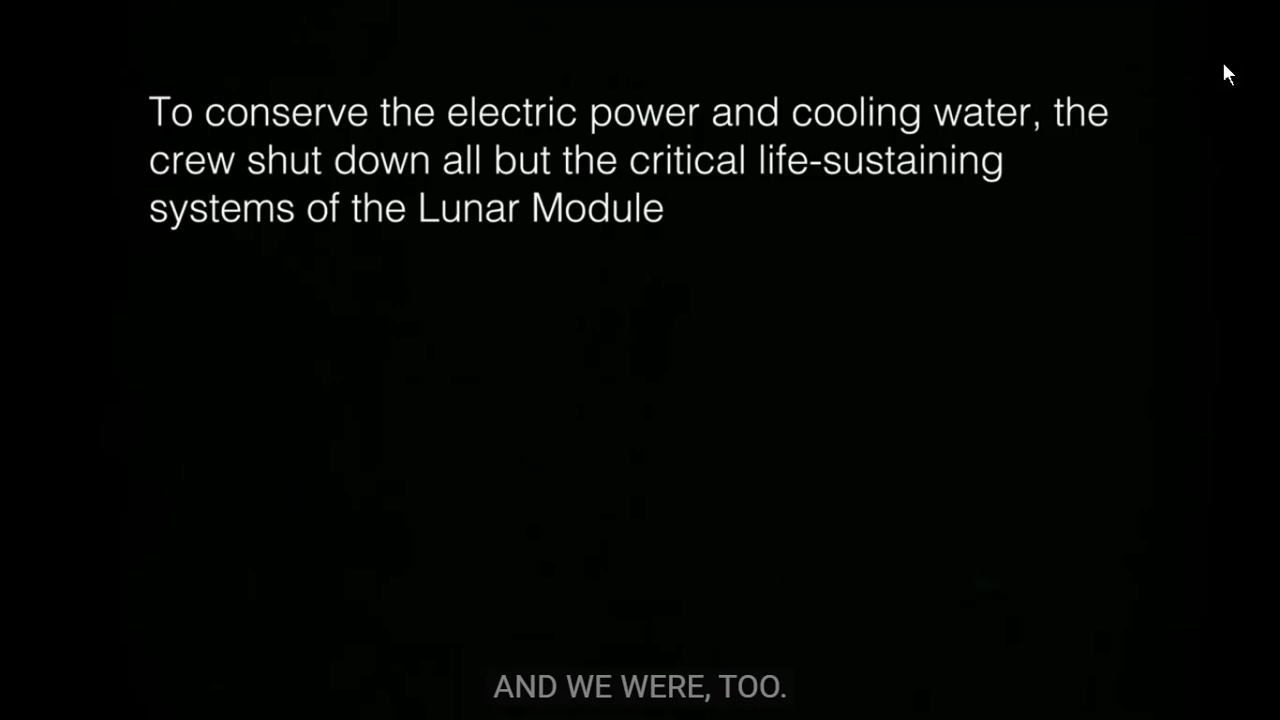 To conserve the electric power and cooling water, the
crew shut down all but the critical life-sustaining
systems of the Lunar Module
AND WE WERE, TOO.